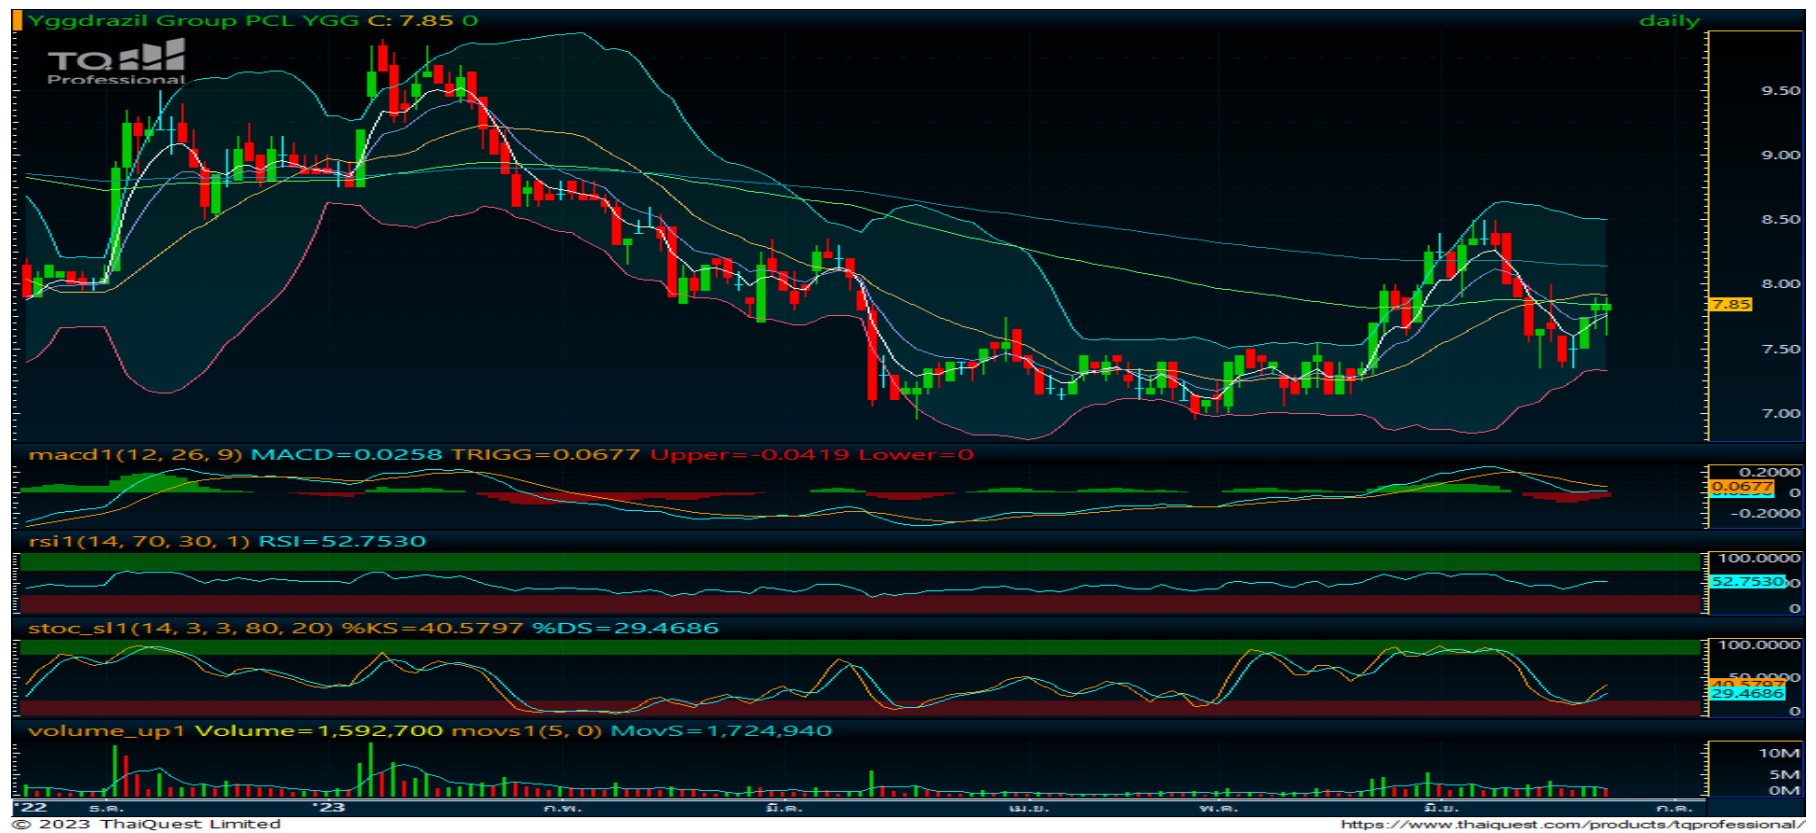 Yggdrazil Group PCL YGG C: 7.85 0 daily
TQ
Professional
9.50
9.00
8.50
8.00
7.85
7.50
7.00
macd1(12, 26, 9) MACD=0.0258 TRIGG=0.0677 Upper=-0.0419 Lower=0
0.2000
0.0677
0
-0.2000
rsi1(14, 70, 30, 1) RSI=52.7530
100.0000
52.7530
0
stoc_sl1(14, 3, 3, 80, 20) %KS=40.5797 %DS=29.4686
100.0000
50.0000
40.5797
29.4686
0
volume_up1 Volume=1,592,700 movs1(5, 0) MovS=1,724,940
10M
5M
0M
'22 ธ.ค. '23 ก.พ. มี.ค. เม.ย. พ.ค. มิ.ย. ก.ค.
© 2023 ThaiQuest Limited https://www.thaiquest.com/products/tqprofessional/